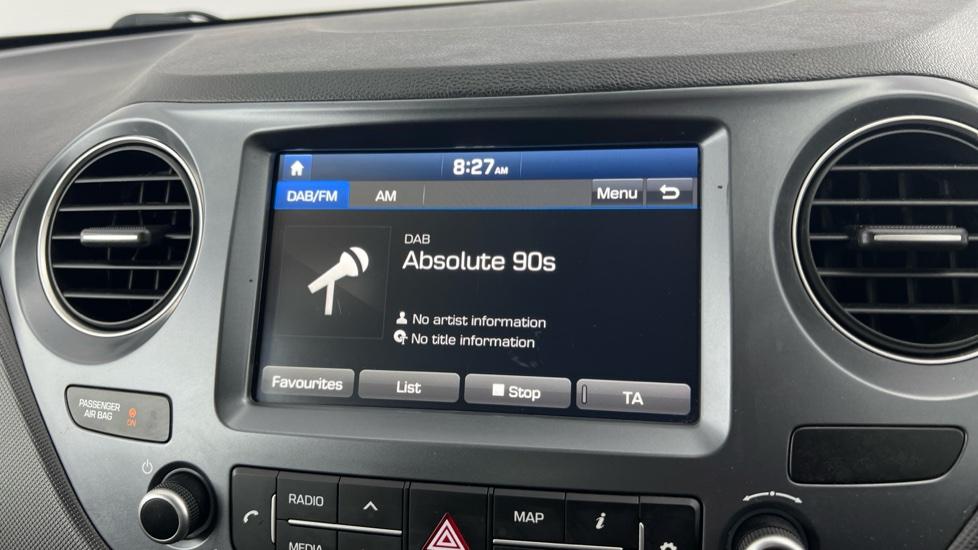 8:27AM
DAB/FM AM Menu
DAB
Absolute 90s
No artist information
No title information
Favourites List Stop TA
PASSENGER
AIR BAG ON
RADIO MAP i
MEDIA